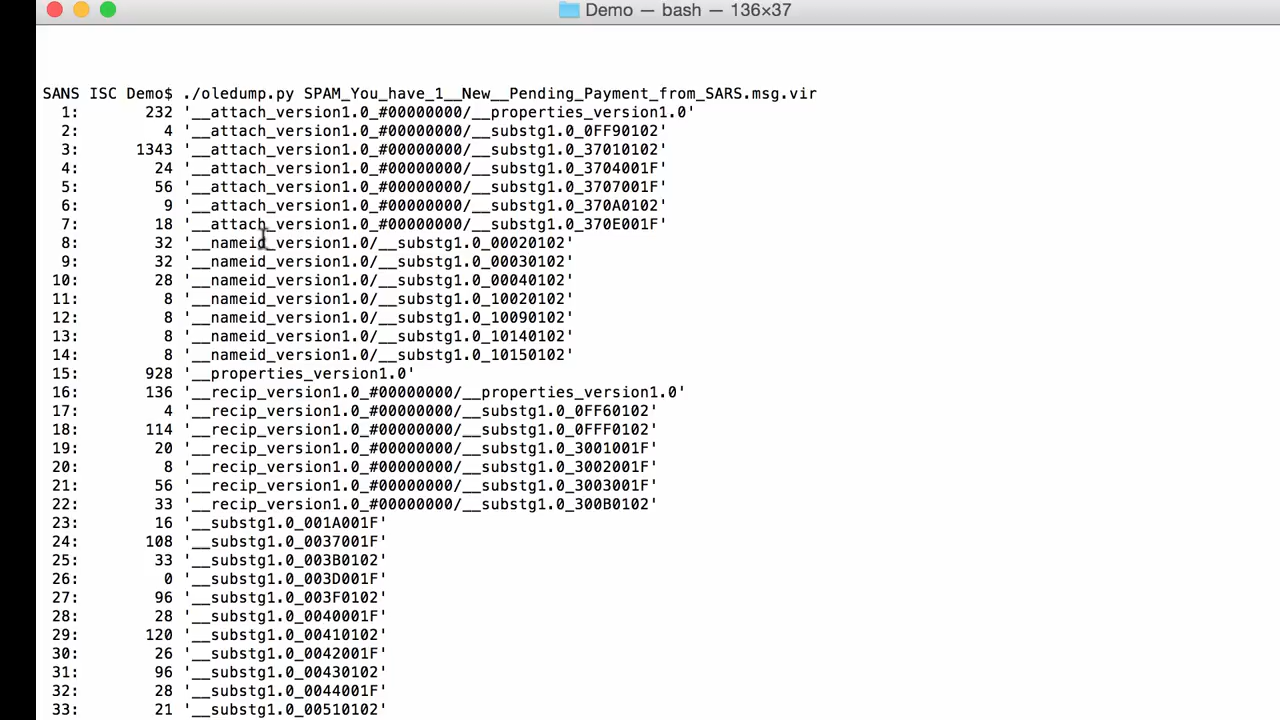 Demo — bash — 136×37
SANS ISC Demo$ ./oledump.py SPAM_You_have_1__New__Pending_Payment_from_SARS.msg.vir
1: 232 '__attach_version1.0_#00000000/__properties_version1.0'
2: 4 '__attach_version1.0_#00000000/__substg1.0_0FF90102'
3: 1343 '__attach_version1.0_#00000000/__substg1.0_37010102'
4: 24 '__attach_version1.0_#00000000/__substg1.0_3704001F'
5: 56 '__attach_version1.0_#00000000/__substg1.0_3707001F'
6: 9 '__attach_version1.0_#00000000/__substg1.0_370A0102'
7: 18 '__attach_version1.0_#00000000/__substg1.0_370E001F'
8: 32 '__nameid_version1.0/__substg1.0_00020102'
9: 32 '__nameid_version1.0/__substg1.0_00030102'
10: 28 '__nameid_version1.0/__substg1.0_00040102'
11: 8 '__nameid_version1.0/__substg1.0_10020102'
12: 8 '__nameid_version1.0/__substg1.0_10090102'
13: 8 '__nameid_version1.0/__substg1.0_10140102'
14: 8 '__nameid_version1.0/__substg1.0_10150102'
15: 928 '__properties_version1.0'
16: 136 '__recip_version1.0_#00000000/__properties_version1.0'
17: 4 '__recip_version1.0_#00000000/__substg1.0_0FF60102'
18: 114 '__recip_version1.0_#00000000/__substg1.0_0FFF0102'
19: 20 '__recip_version1.0_#00000000/__substg1.0_3001001F'
20: 8 '__recip_version1.0_#00000000/__substg1.0_3002001F'
21: 56 '__recip_version1.0_#00000000/__substg1.0_3003001F'
22: 33 '__recip_version1.0_#00000000/__substg1.0_300B0102'
23: 16 '__substg1.0_001A001F'
24: 108 '__substg1.0_0037001F'
25: 33 '__substg1.0_003B0102'
26: 0 '__substg1.0_003D001F'
27: 96 '__substg1.0_003F0102'
28: 28 '__substg1.0_0040001F'
29: 120 '__substg1.0_00410102'
30: 26 '__substg1.0_0042001F'
31: 96 '__substg1.0_00430102'
32: 28 '__substg1.0_0044001F'
33: 21 '__substg1.0_00510102'